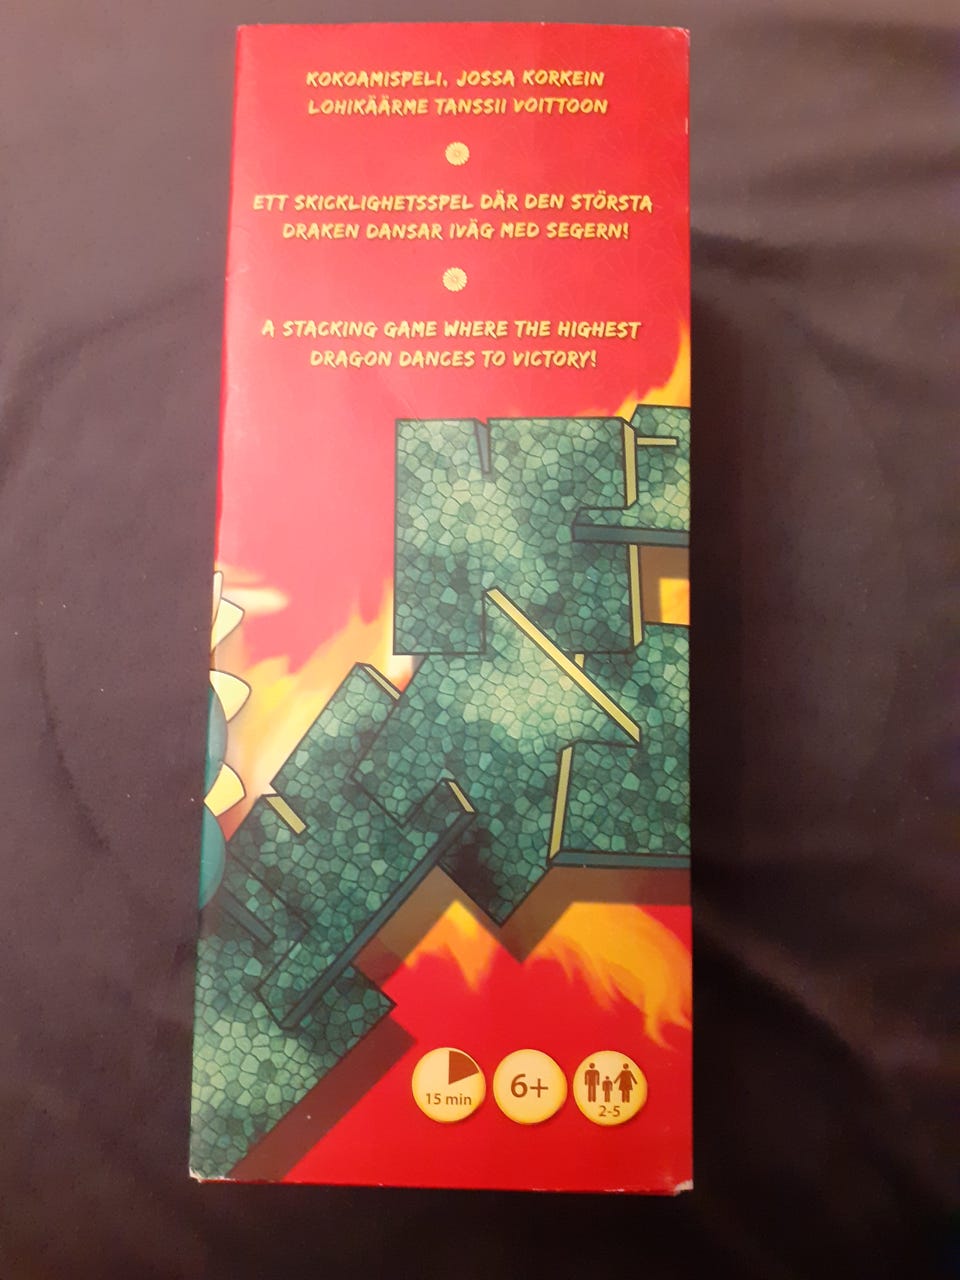 KOKOAMISPELI, JOSSA KORKEIN
LOHIKÄÄRME TANSSII VOITTOON
ETT SKICKLIGHETSSPEL DÄR DEN STÖRSTA
DRAKEN DANSAR IVÄG MED SEGERN!
A STACKING GAME WHERE THE HIGHEST
DRAGON DANCES TO VICTORY!
15 min
6+
2-5